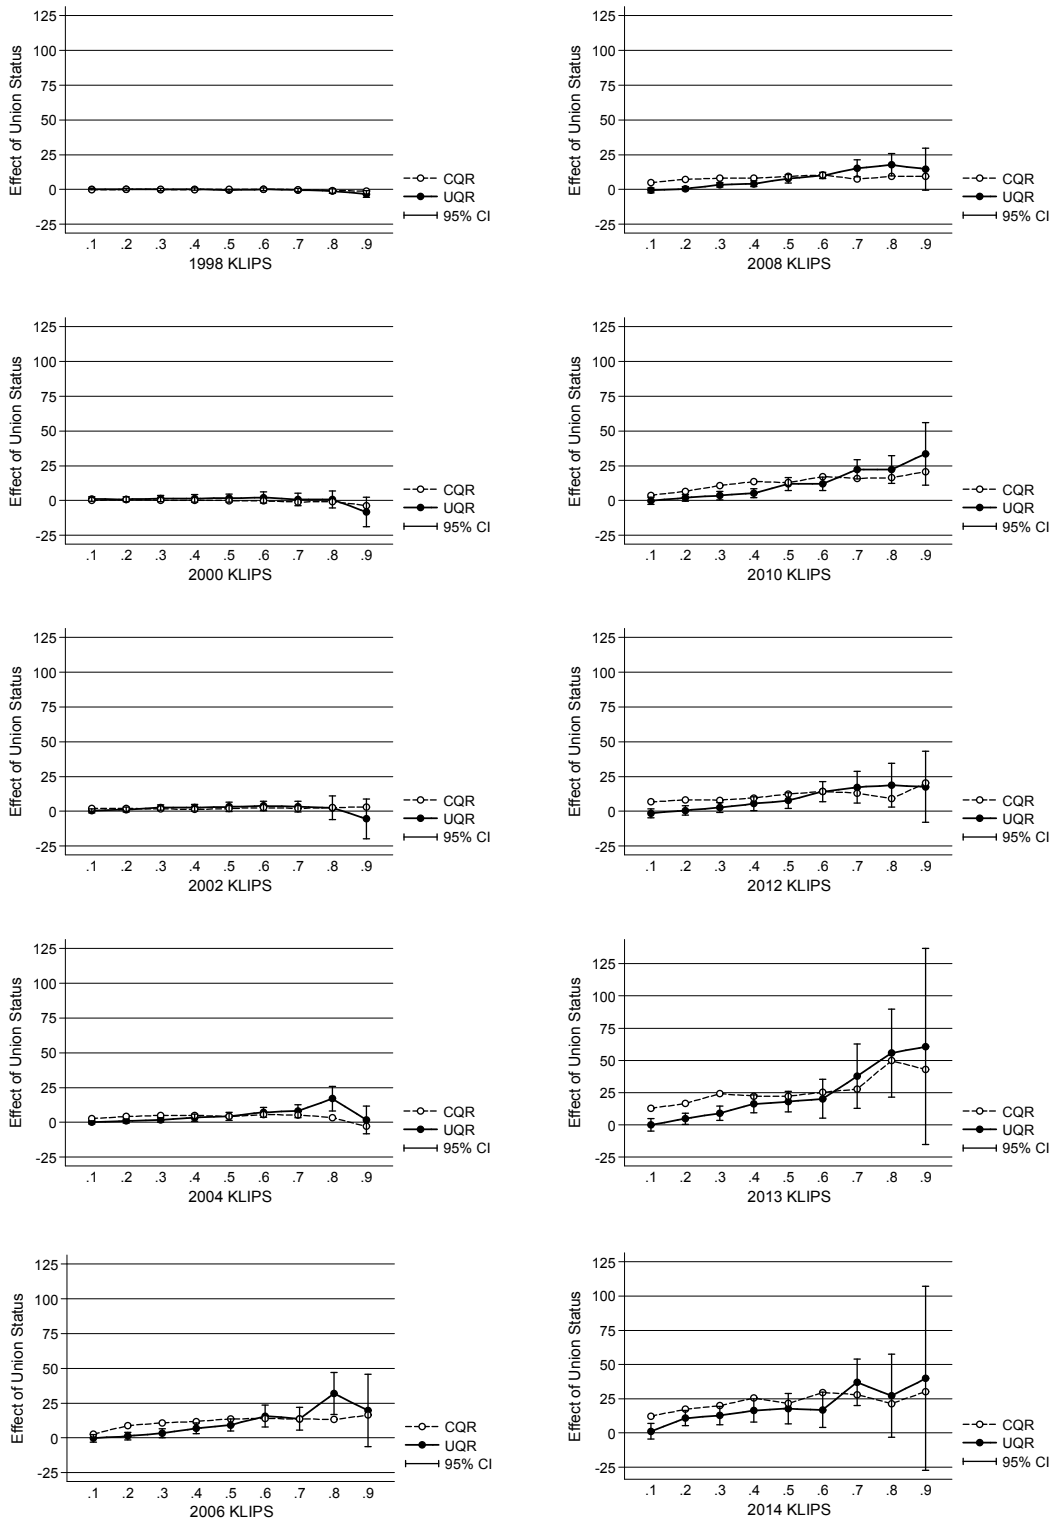 Effect of Union Status
125
100
75
50
25
0
-25
.1 .2 .3 .4 .5 .6 .7 .8 .9
1998 KLIPS
CQR
UQR
95% CI
Effect of Union Status
125
100
75
50
25
0
-25
.1 .2 .3 .4 .5 .6 .7 .8 .9
2008 KLIPS
CQR
UQR
95% CI
Effect of Union Status
125
100
75
50
25
0
-25
.1 .2 .3 .4 .5 .6 .7 .8 .9
2000 KLIPS
CQR
UQR
95% CI
Effect of Union Status
125
100
75
50
25
0
-25
.1 .2 .3 .4 .5 .6 .7 .8 .9
2010 KLIPS
CQR
UQR
95% CI
Effect of Union Status
125
100
75
50
25
0
-25
.1 .2 .3 .4 .5 .6 .7 .8 .9
2002 KLIPS
CQR
UQR
95% CI
Effect of Union Status
125
100
75
50
25
0
-25
.1 .2 .3 .4 .5 .6 .7 .8 .9
2012 KLIPS
CQR
UQR
95% CI
Effect of Union Status
125
100
75
50
25
0
-25
.1 .2 .3 .4 .5 .6 .7 .8 .9
2004 KLIPS
CQR
UQR
95% CI
Effect of Union Status
125
100
75
50
25
0
-25
.1 .2 .3 .4 .5 .6 .7 .8 .9
2013 KLIPS
CQR
UQR
95% CI
Effect of Union Status
125
100
75
50
25
0
-25
.1 .2 .3 .4 .5 .6 .7 .8 .9
2006 KLIPS
CQR
UQR
95% CI
Effect of Union Status
125
100
75
50
25
0
-25
.1 .2 .3 .4 .5 .6 .7 .8 .9
2014 KLIPS
CQR
UQR
95% CI